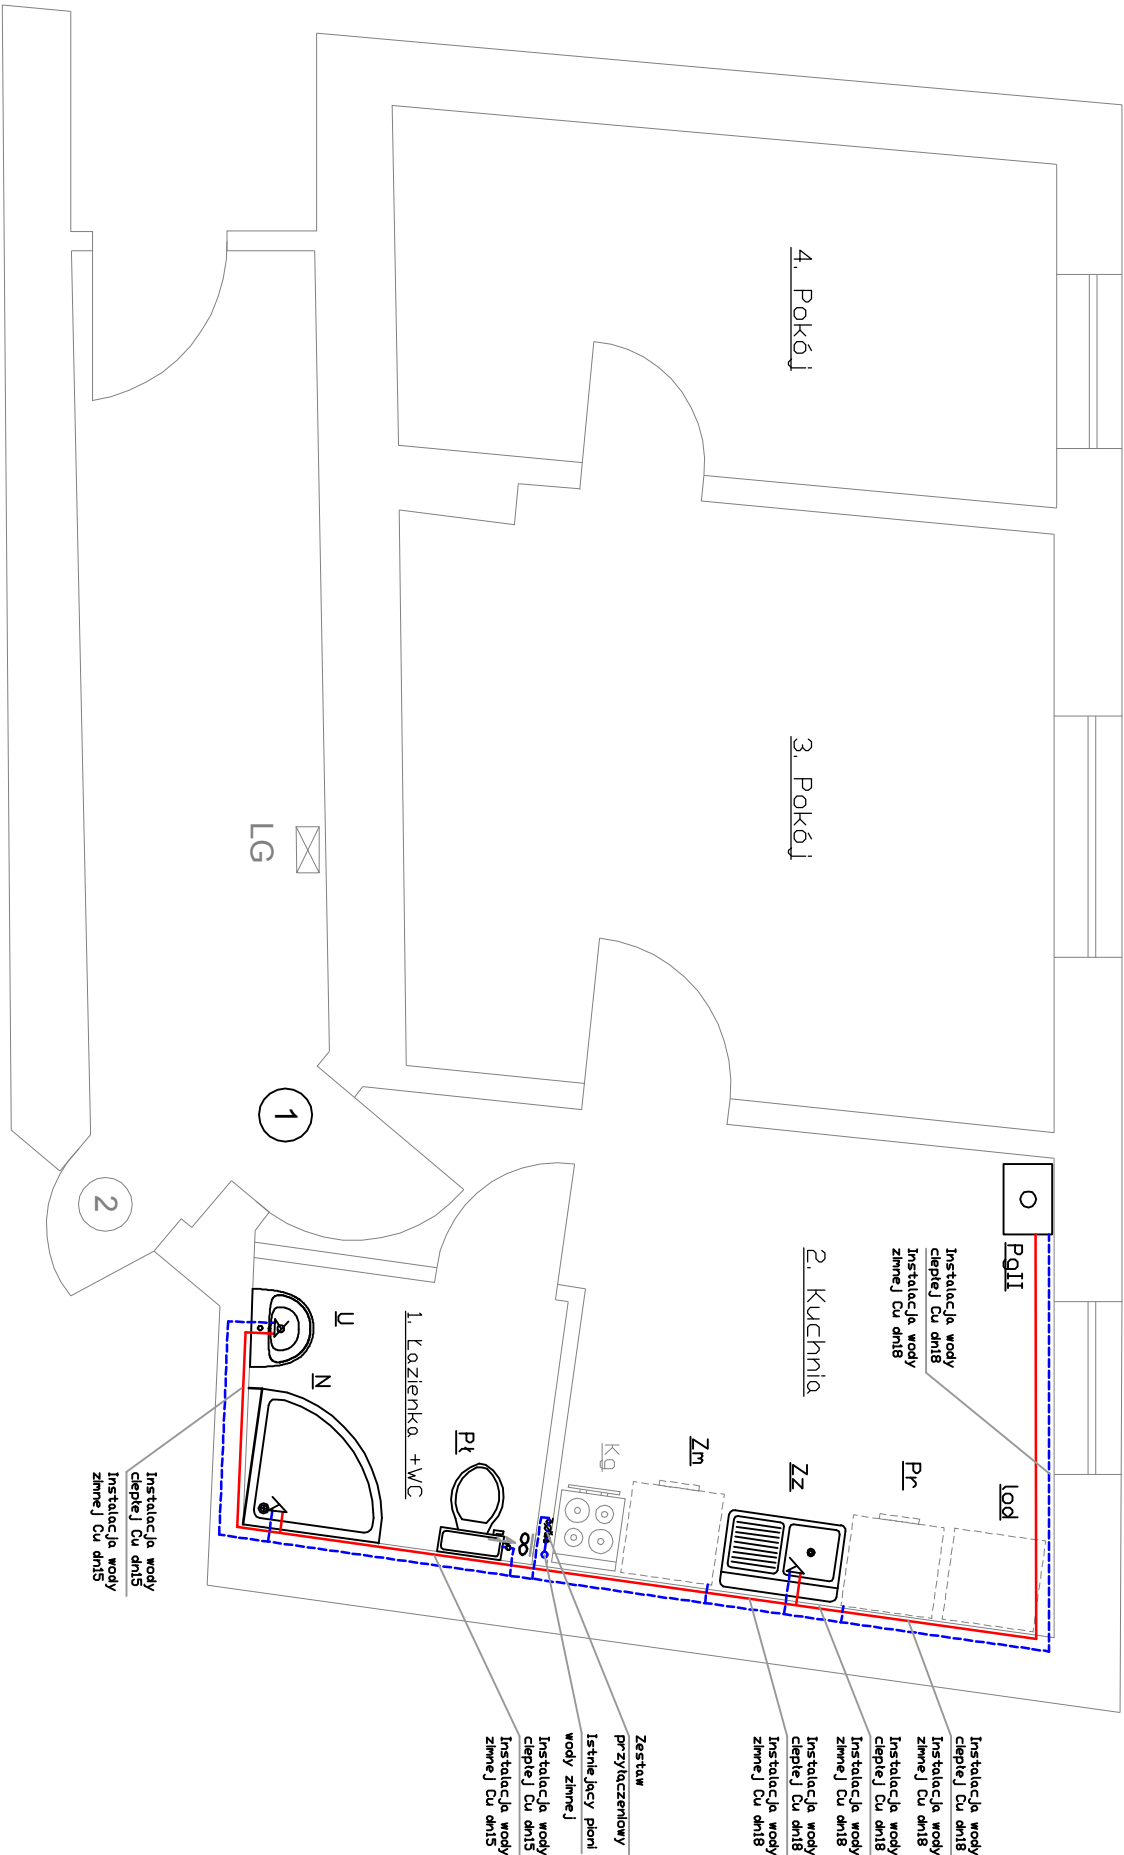 4. Pokój
3. Pokój
LG
1
2
PgII
Instalacja wody
ciepłej Cu dn18
Instalacja wody
zimnej Cu dn18
2. Kuchnia
lod
Pr
Zz
Zm
Kg
1. Łazienka +WC
Pł
U
N
Instalacja wody
ciepłej Cu dn15
Instalacja wody
zimnej Cu dn15
Instalacja wody
ciepłej Cu dn18
Instalacja wody
zimnej Cu dn18
Instalacja wody
ciepłej Cu dn18
Instalacja wody
zimnej Cu dn18
Instalacja wody
ciepłej Cu dn18
Instalacja wody
zimnej Cu dn18
Zestaw
przyłaczeniowy
Istniejący pioni
wody zimnej
Instalacja wody
ciepłej Cu dn15
Instalacja wody
zimnej Cu dn15